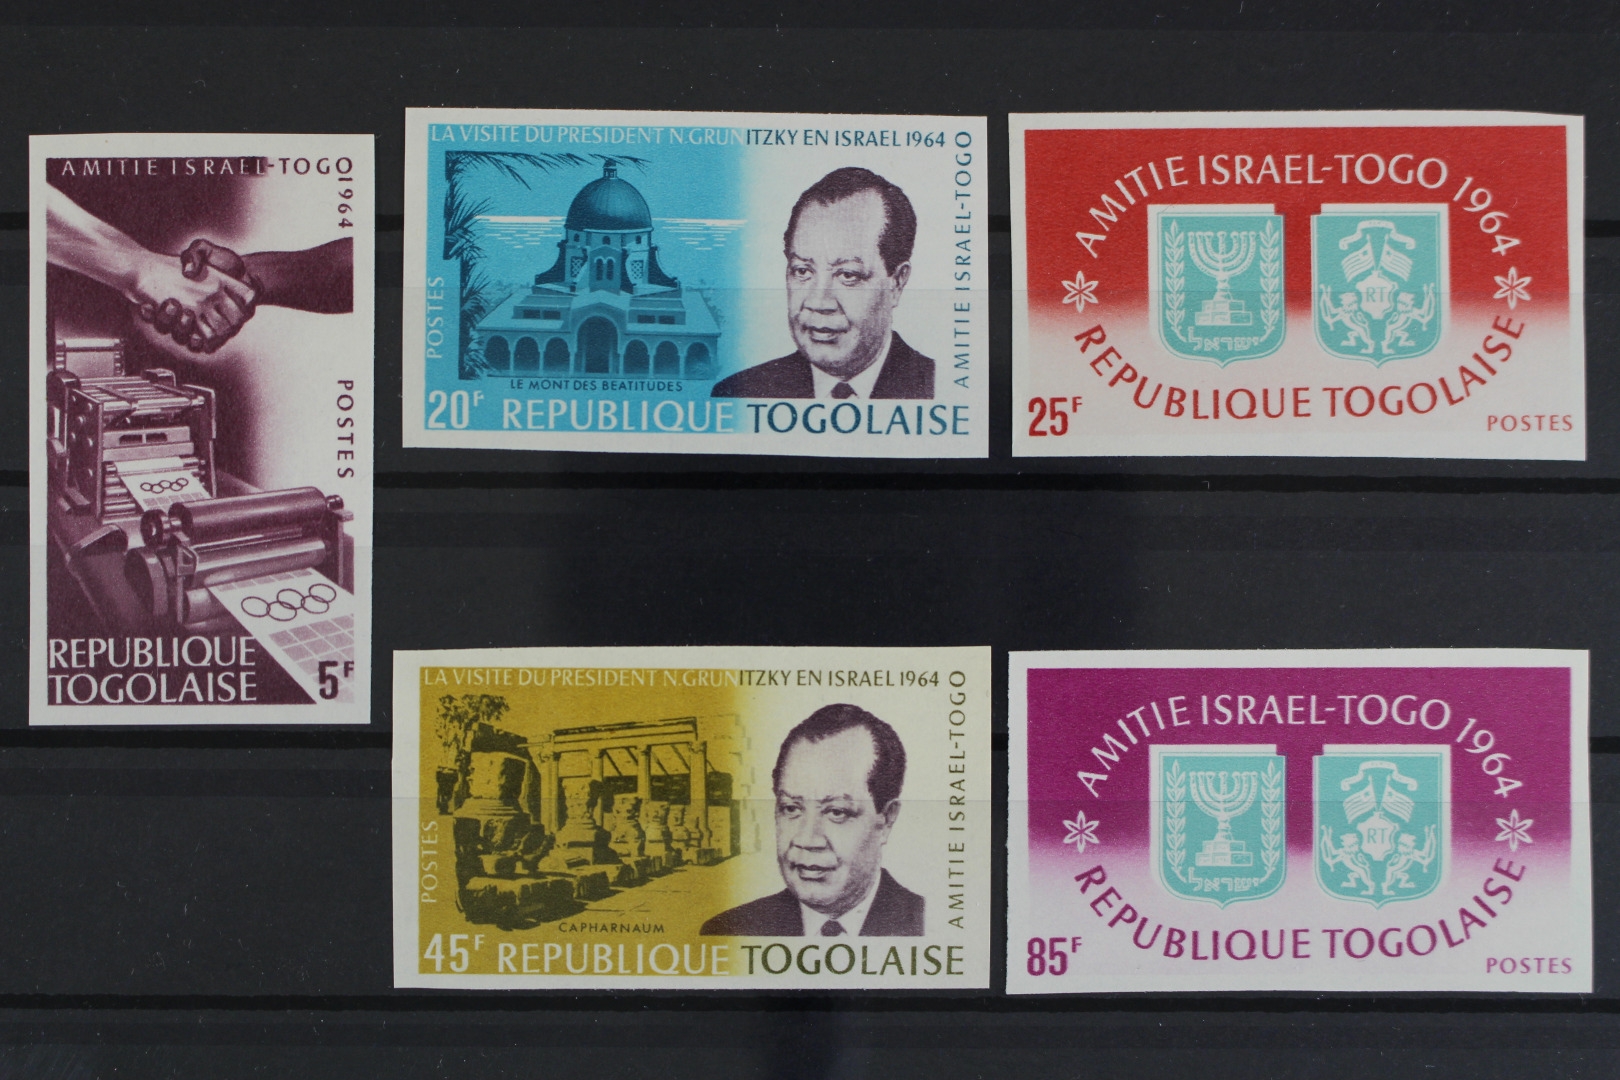 AMITIE ISRAEL-TOGO 1964
POSTES
REPUBLIQUE
TOGOLAISE
5F
LA VISITE DU PRESIDENT N.GRUNITZKY EN ISRAEL 1964
AMITIE ISRAEL-TOGO
POSTES
LE MONT DES BEATITUDES
20F REPUBLIQUE TOGOLAISE
AMITIE ISRAEL-TOGO 1964
ישראל
RT
REPUBLIQUE TOGOLAISE
25F
POSTES
LA VISITE DU PRESIDENT N.GRUNITZKY EN ISRAEL 1964
AMITIE ISRAEL-TOGO
POSTES
CAPHARNAUM
45F REPUBLIQUE TOGOLAISE
AMITIE ISRAEL-TOGO 1964
ישראל
RT
REPUBLIQUE TOGOLAISE
85F
POSTES